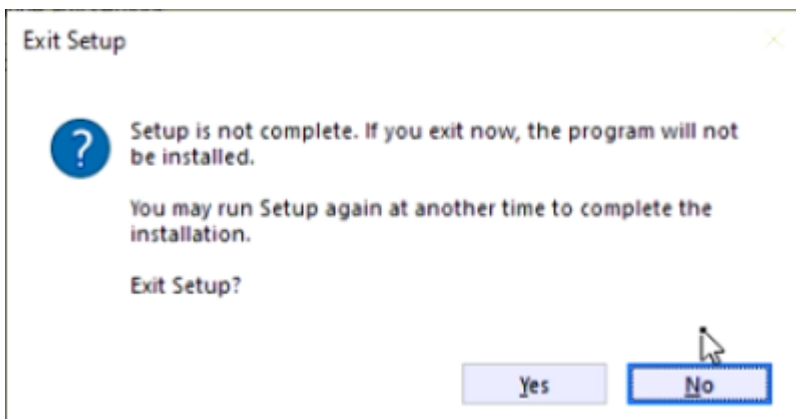 Exit Setup
Setup is not complete. If you exit now, the program will not
be installed.
You may run Setup again at another time to complete the
installation.
Exit Setup?
Yes
No